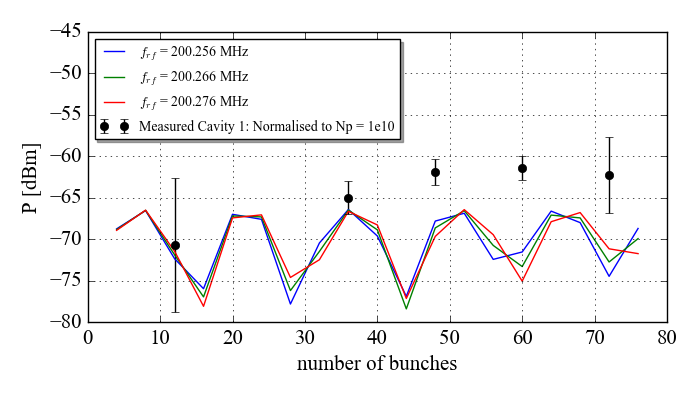 −45
−50
−55
−60
−65
−70
−75
−80
P [dBm]
f_rf = 200.256 MHz
f_rf = 200.266 MHz
f_rf = 200.276 MHz
Measured Cavity 1: Normalised to Np = 1e10
0 10 20 30 40 50 60 70 80
number of bunches